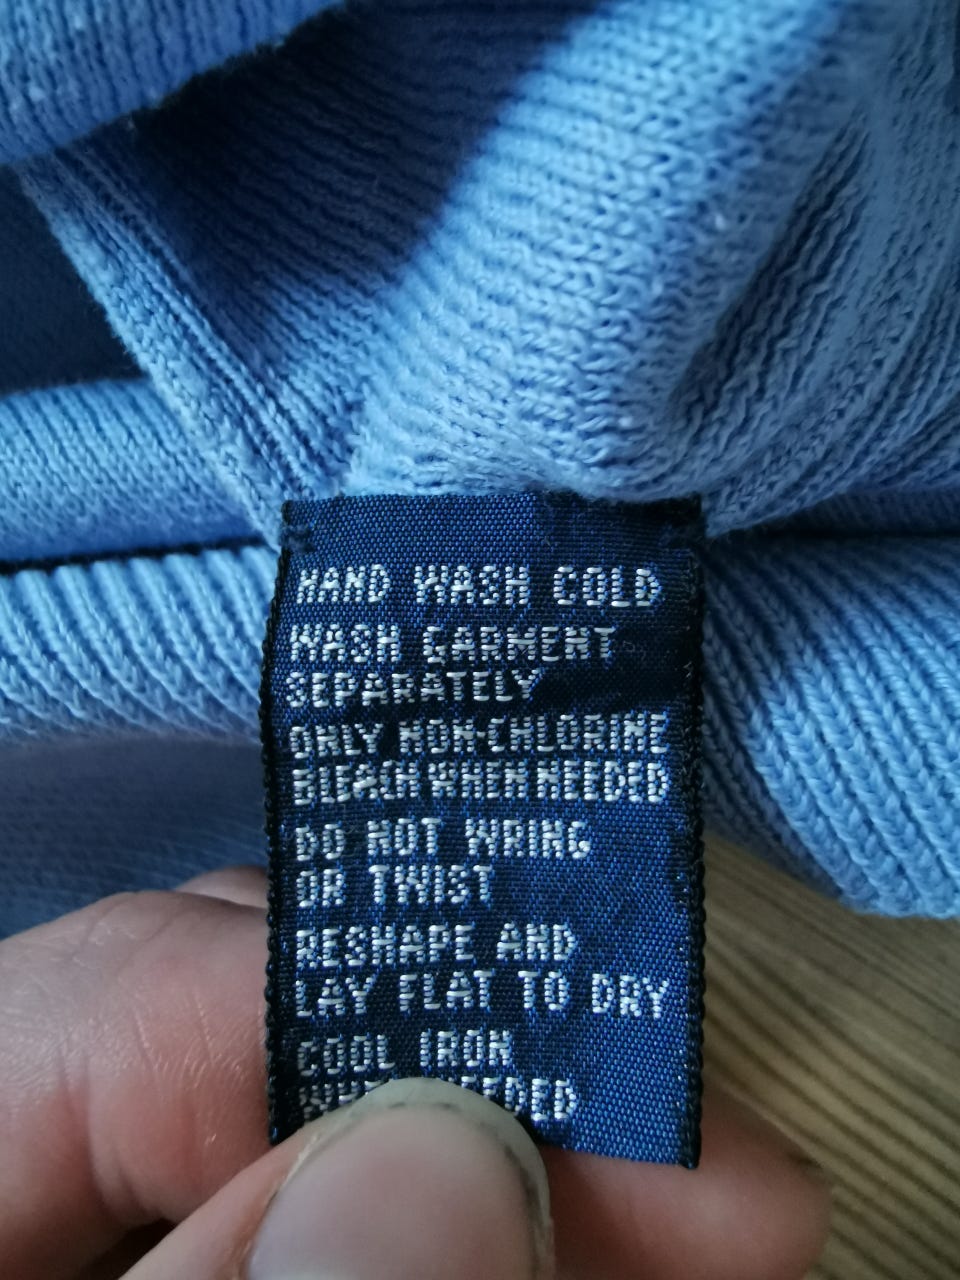 HAND WASH COLD
WASH GARMENT
SEPARATELY
ONLY NON-CHLORINE
BLEACH WHEN NEEDED
DO NOT WRING
OR TWIST
RESHAPE AND
LAY FLAT TO DRY
COOL IRON